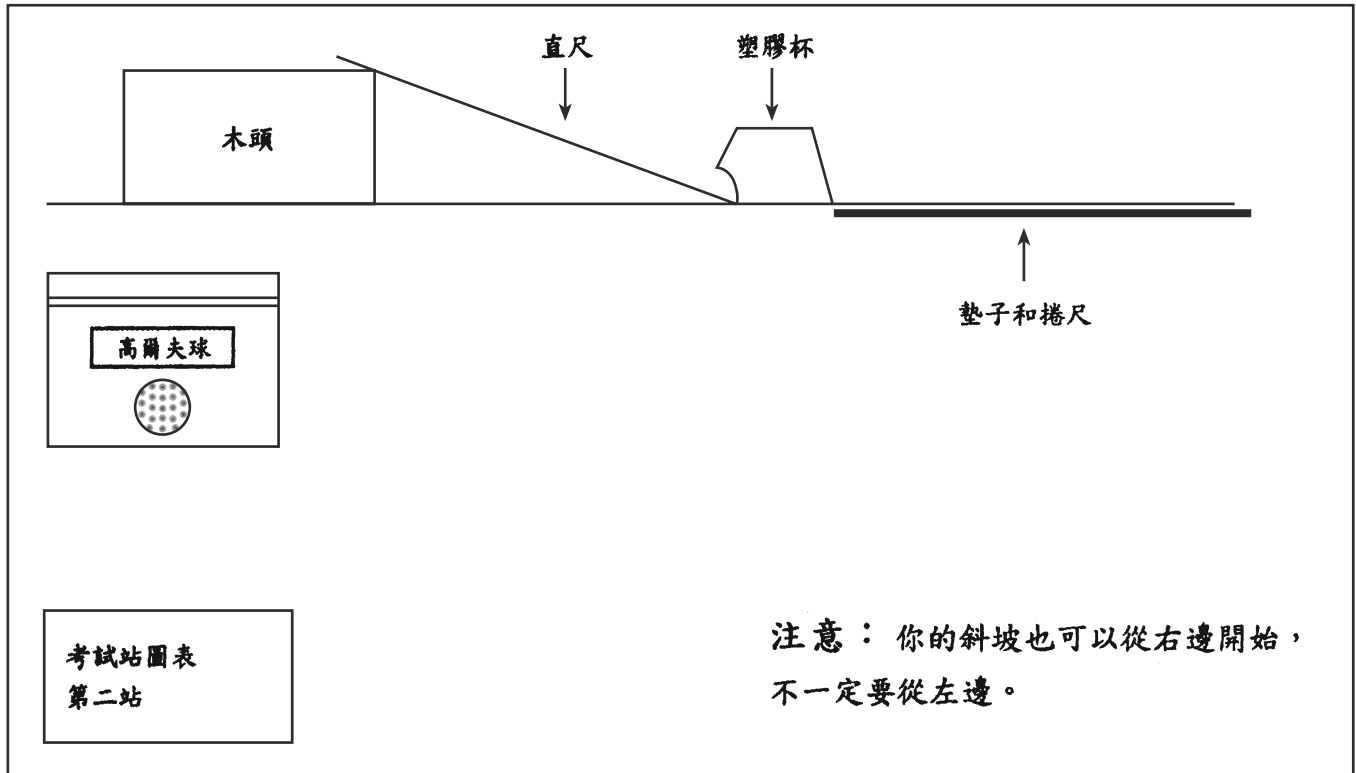 直尺
塑膠杯
木頭
墊子和捲尺
高爾夫球
考試站圖表
第二站
注意：你的斜坡也可以從右邊開始，
不一定要從左邊。